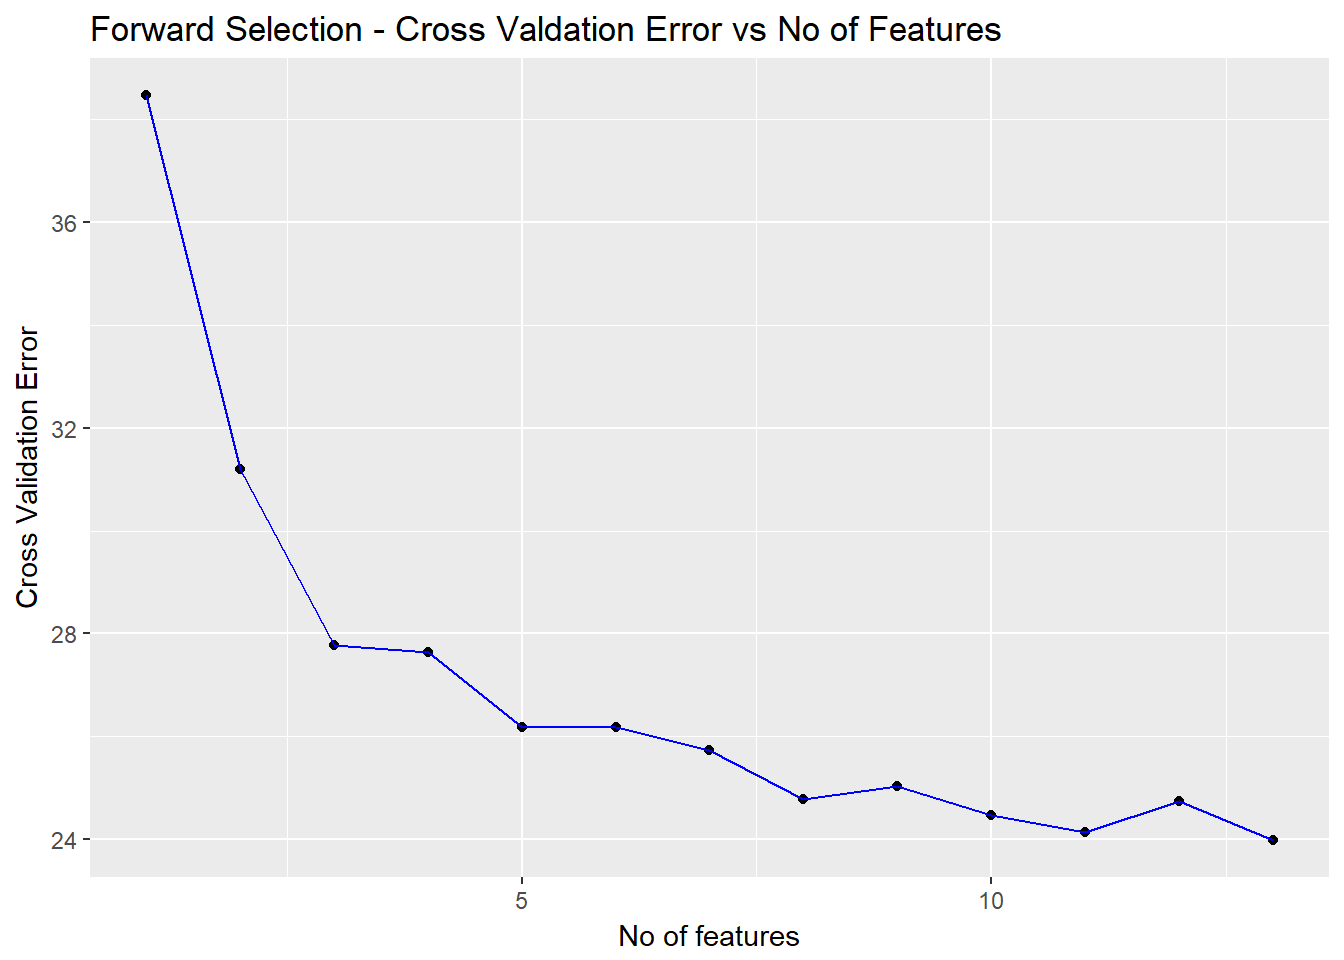 Forward Selection - Cross Valdation Error vs No of Features
Cross Validation Error
36
32
28
24
5
10
No of features